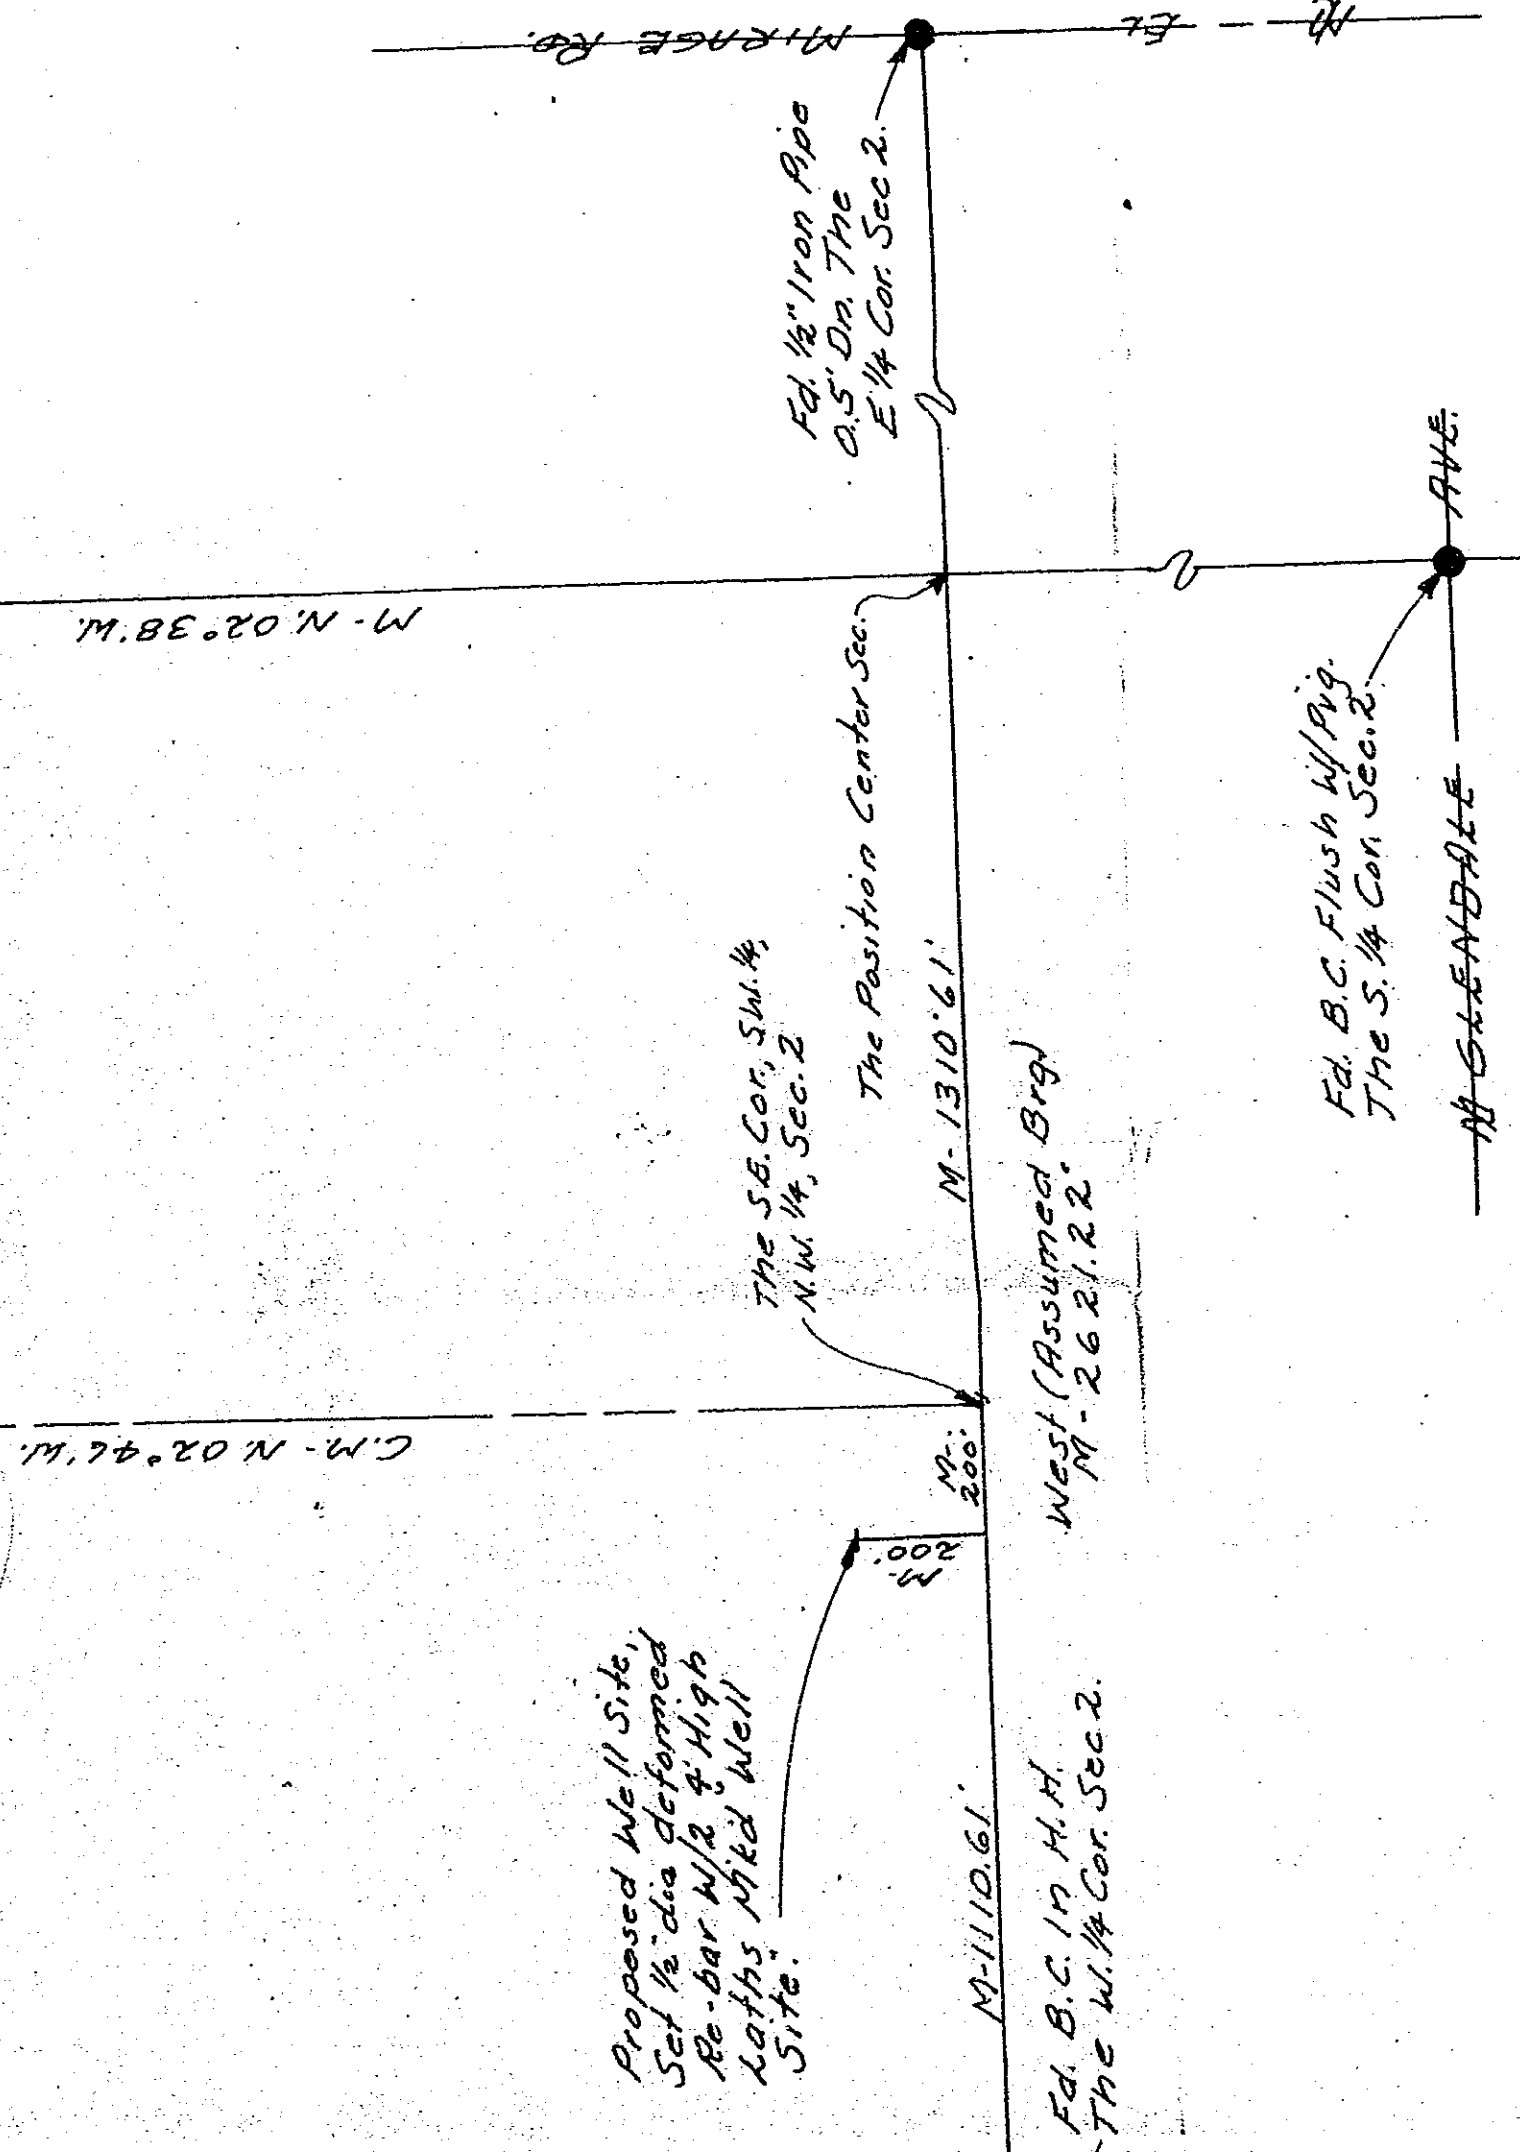 M̶ EL MIRAGE RD.
Fd. ½" Iron Pipe
0.5' Dn. The
E ¼ Cor. Sec 2.
M - N. 02° 38' W.
The Position Center Sec.
AVE.
Fd. B.C. Flush W/Pvg.
The S. ¼ Cor. Sec. 2.
GLENDALE
The S.E. Cor., S.W. ¼,
N.W. ¼, Sec. 2
M - 1310.61'
West (Assumed Brg.)
M - 2621.22'
C.M. - N. 02° 42' W.
M -
200'
M -
200'
Proposed Well Site,
Set ½" dia deformed
Re-bar W/2 4' High
Laths Mkd "Well
Site."
M - 1110.61'
Fd. B.C. In H.H.
The W. ¼ Cor. Sec 2.